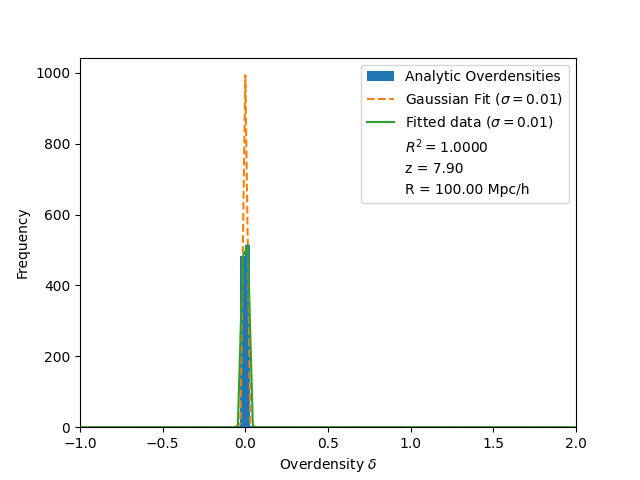 1000
800
600
400
200
0
Frequency
Analytic Overdensities
Gaussian Fit (σ = 0.01)
Fitted data (σ = 0.01)
R² = 1.0000
z = 7.90
R = 100.00 Mpc/h
−1.0 −0.5 0.0 0.5 1.0 1.5 2.0
Overdensity δ